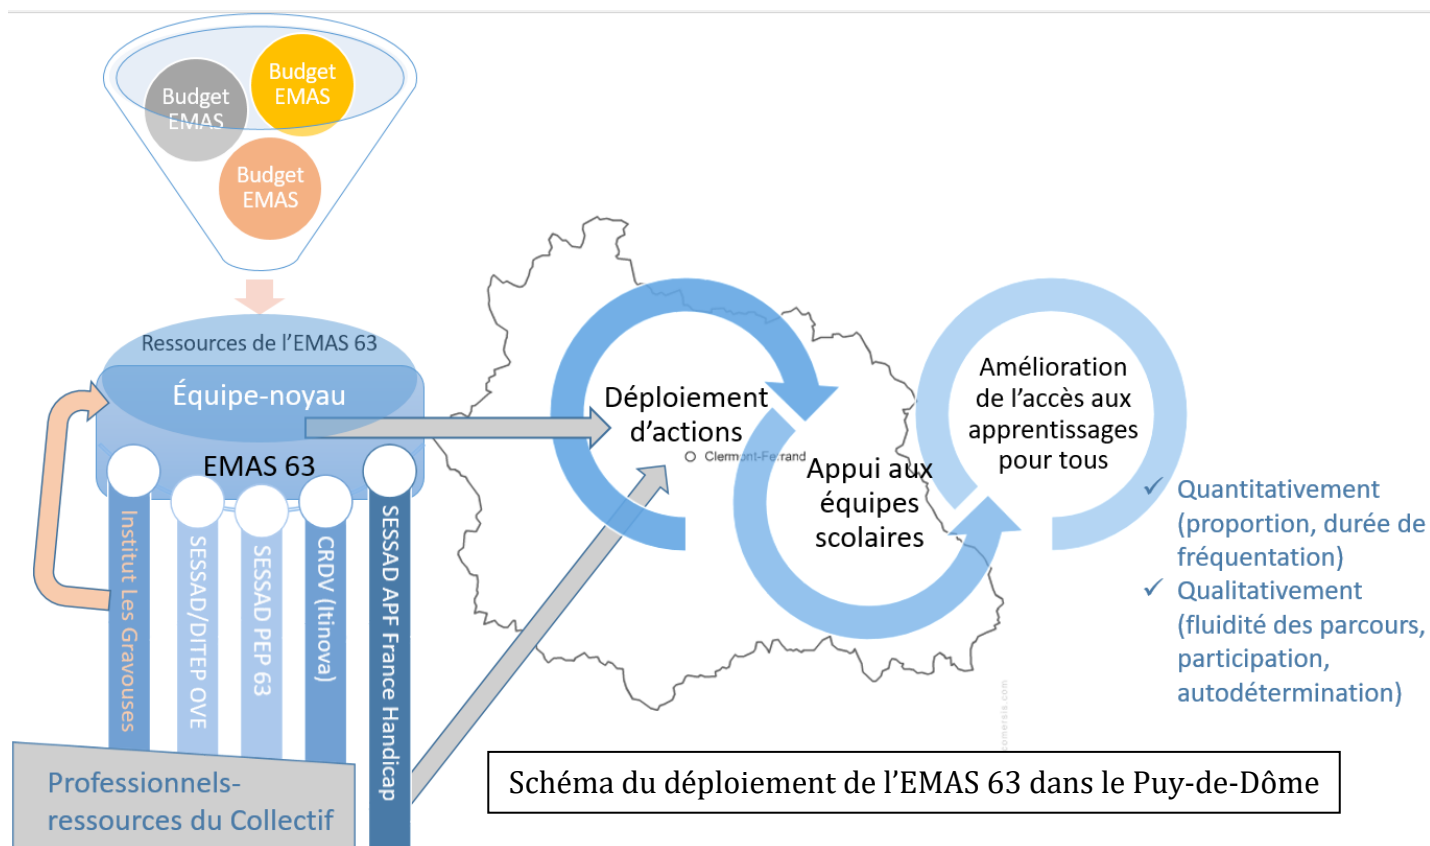 Budget
EMAS
Budget
EMAS
Budget
EMAS
Ressources de l’EMAS 63
Équipe-noyau
EMAS 63
Institut Les Gravouses
SESSAD/DITEP OVE
SESSAD PEP 63
CRDV (Itinova)
SESSAD APF France Handicap
Professionnels-
ressources du Collectif
Déploiement
d’actions
Clermont-Ferrand
Appui aux
équipes
scolaires
Amélioration
de l’accès aux
apprentissages
pour tous
✓ Quantitativement
(proportion, durée de
fréquentation)
✓ Qualitativement
(fluidité des parcours,
participation,
autodétermination)
comersis.com
Schéma du déploiement de l’EMAS 63 dans le Puy-de-Dôme